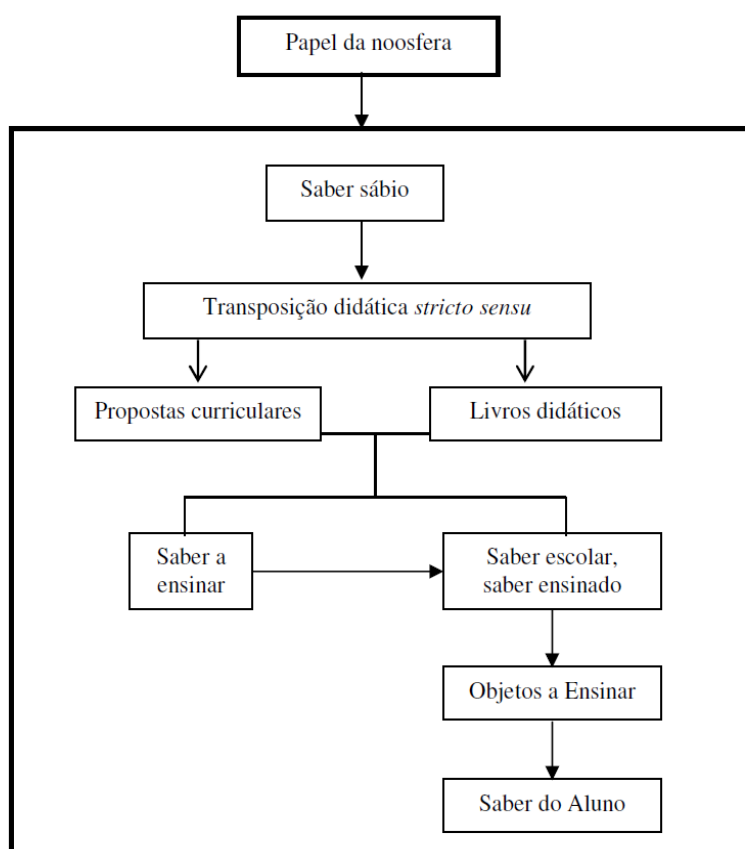 Papel da noosfera
Saber sábio
Transposição didática stricto sensu
Propostas curriculares
Livros didáticos
Saber a
ensinar
Saber escolar,
saber ensinado
Objetos a Ensinar
Saber do Aluno